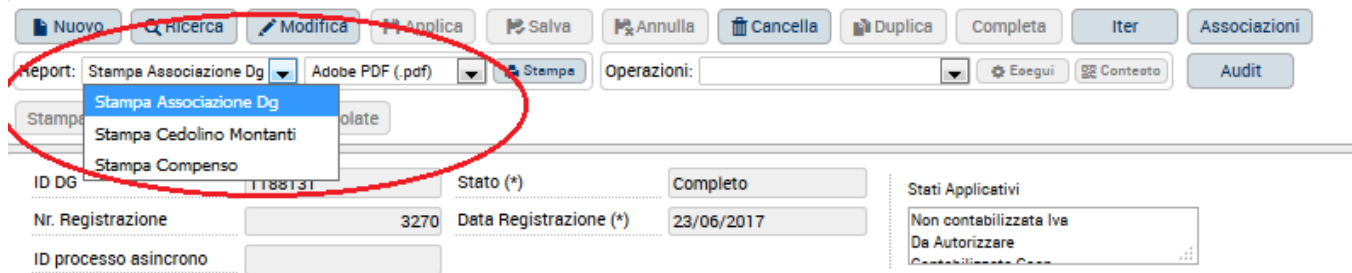 Nuovo Ricerca Modifica Applica Salva Annulla Cancella Duplica Completa Iter Associazioni
Report: Stampa Associazione Dg Adobe PDF (.pdf) Stampa Operazioni: Esegui Contesto Audit
Stampa Associazione Dg
Stampa olate
Stampa Cedolino Montanti
Stampa Compenso
ID DG 1188131 Stato (*) Completo Stati Applicativi
Nr. Registrazione 3270 Data Registrazione (*) 23/06/2017 Non contabilizzata Iva
Da Autorizzare
ID processo asincrono